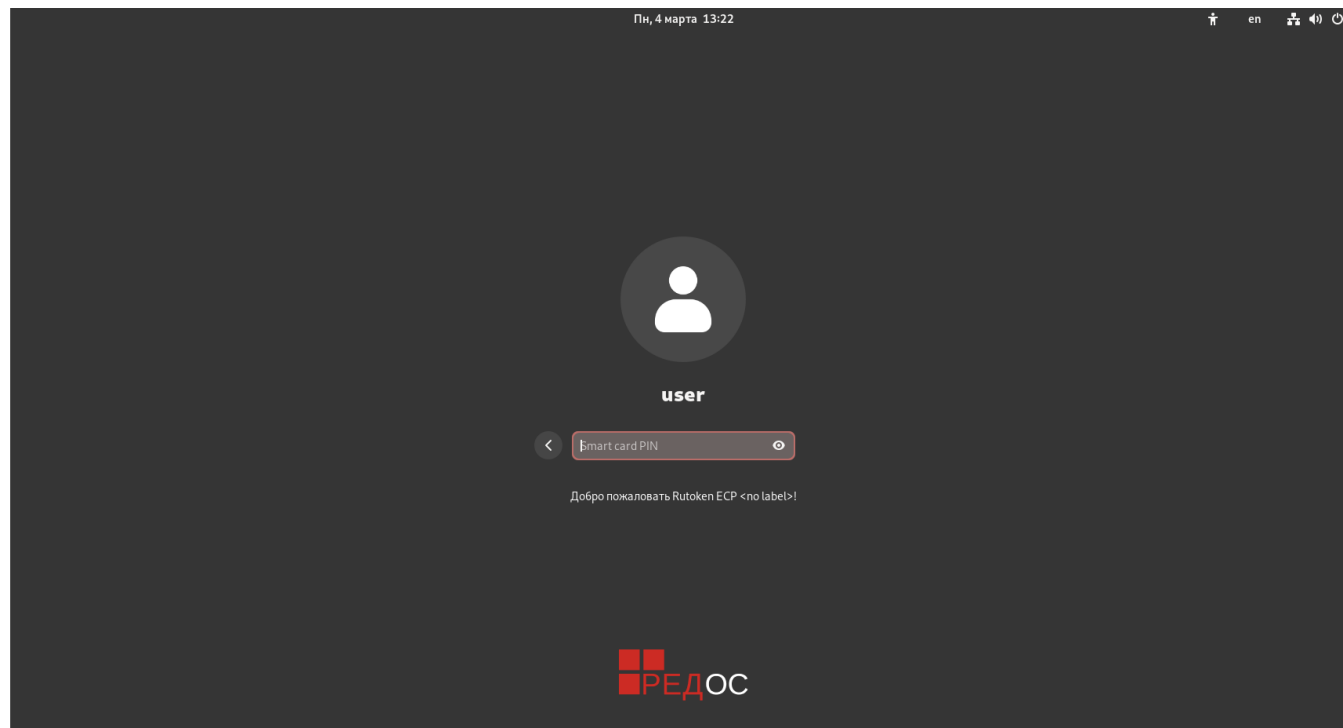 Пн, 4 марта 13:22
en
user
Smart card PIN
Добро пожаловать Rutoken ECP <no label>!
РЕДОС